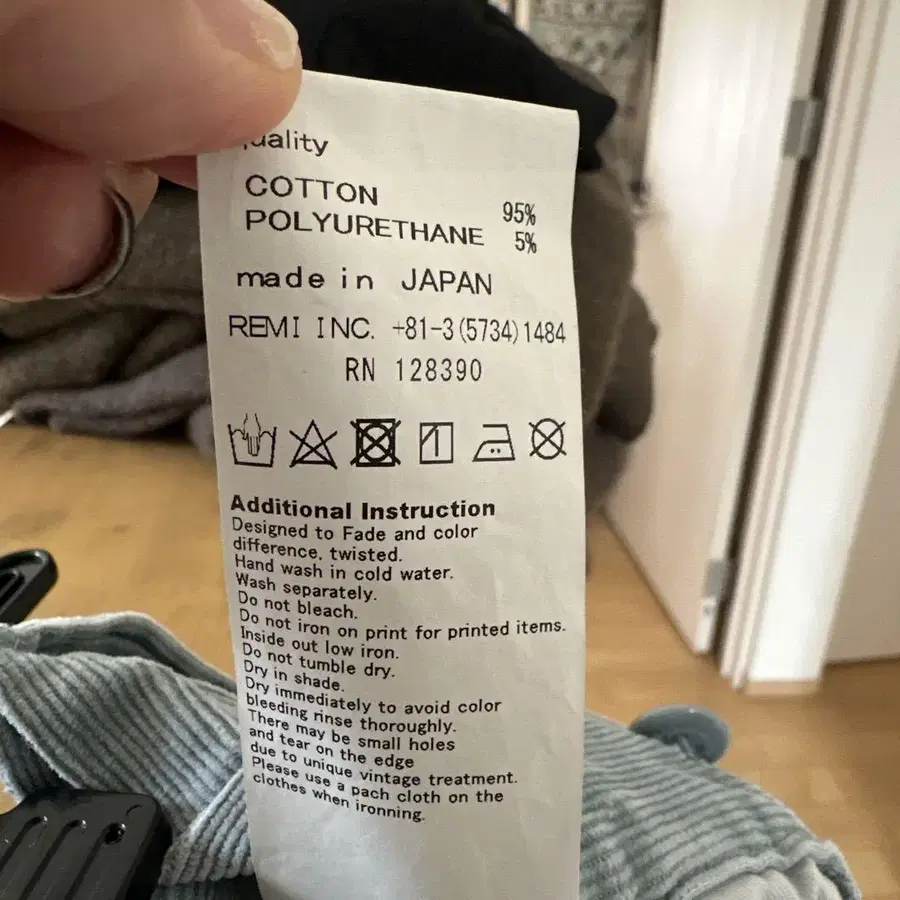 uality
COTTON 95%
POLYURETHANE 5%
made in JAPAN
REMI INC. +81-3(5734)1484
RN 128390
Additional Instruction
Designed to Fade and color
difference, twisted.
Hand wash in cold water.
Wash separately.
Do not bleach.
Do not iron on print for printed items.
Inside out low iron.
Do not tumble dry.
Dry in shade.
Dry immediately to avoid color
bleeding rinse thoroughly.
There may be small holes
and tear on the edge
due to unique vintage treatment.
Please use a pach cloth on the
clothes when ironning.